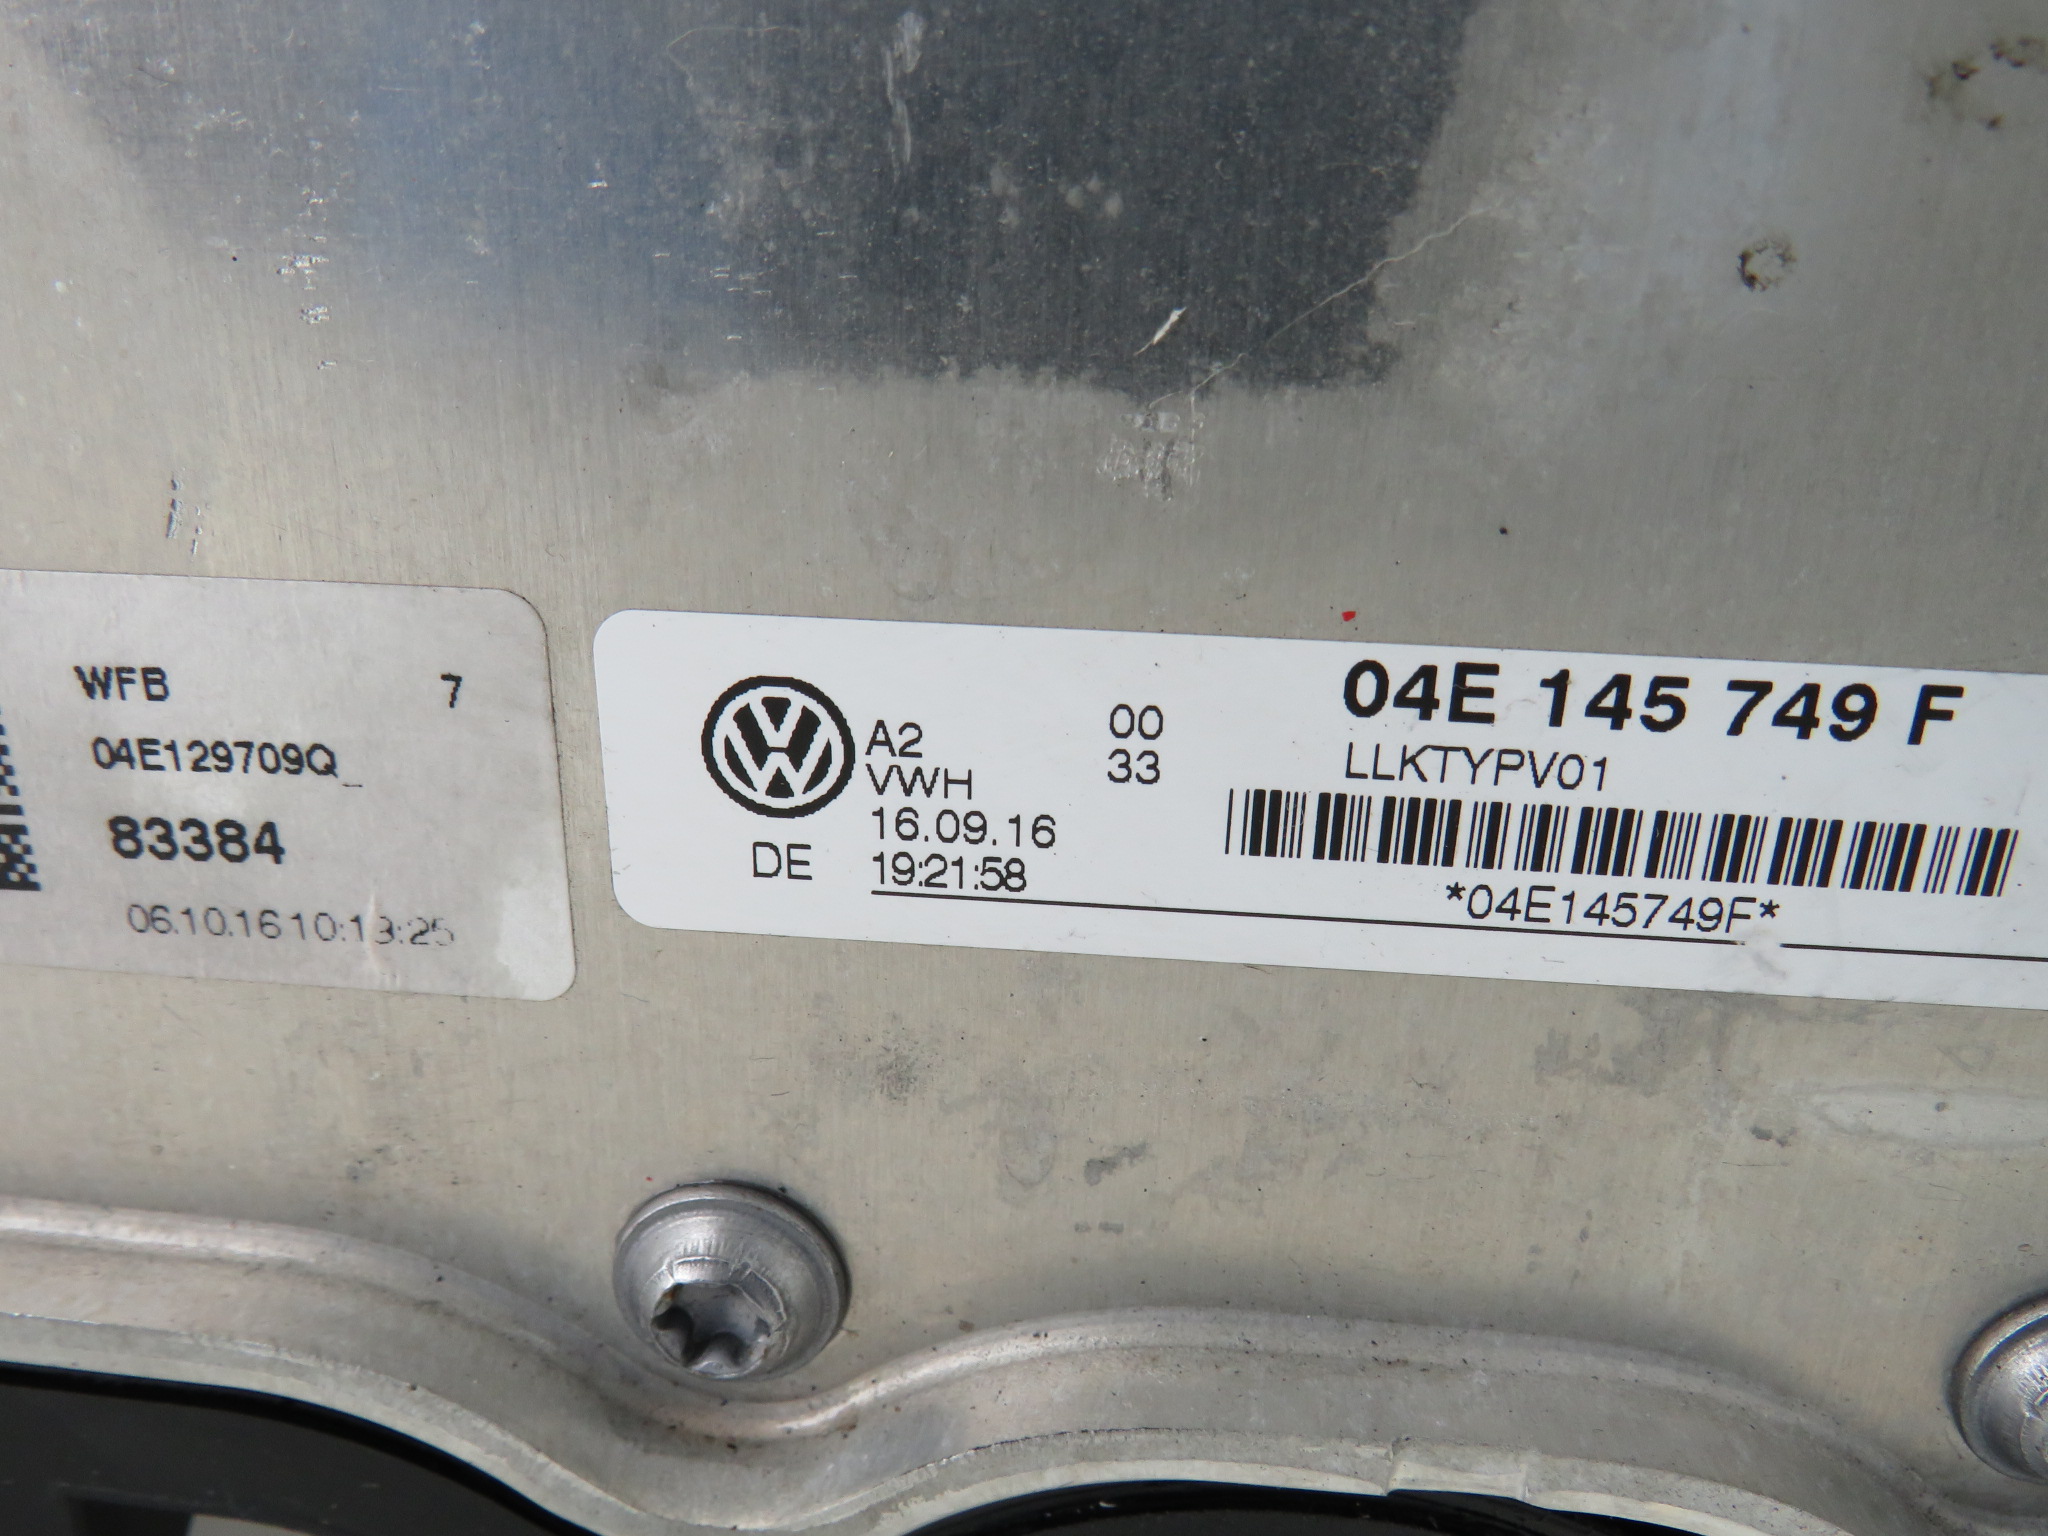 WFB 7
04E129709Q_
83384
06.10.16 10:13:25
A2 00
VWH 33
16.09.16
DE 19:21:58
04E 145 749 F
LLKTYPV01
*04E145749F*